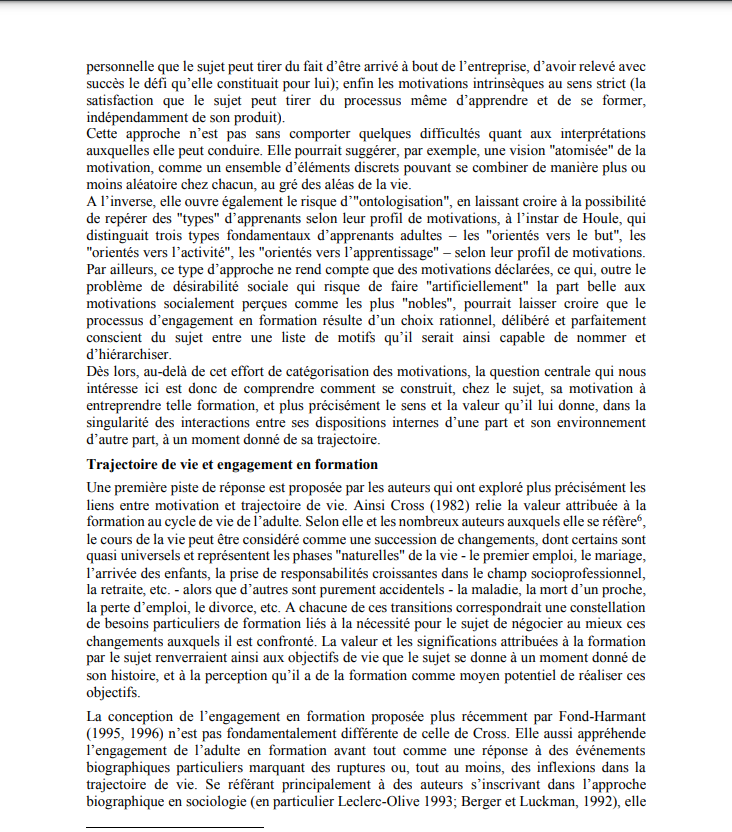 personnelle que le sujet peut tirer du fait d’être arrivé à bout de l’entreprise, d’avoir relevé avec
succès le défi qu’elle constituait pour lui); enfin les motivations intrinsèques au sens strict (la
satisfaction que le sujet peut tirer du processus même d’apprendre et de se former,
indépendamment de son produit).
Cette approche n’est pas sans comporter quelques difficultés quant aux interprétations
auxquelles elle peut conduire. Elle pourrait suggérer, par exemple, une vision "atomisée" de la
motivation, comme un ensemble d’éléments discrets pouvant se combiner de manière plus ou
moins aléatoire chez chacun, au gré des aléas de la vie.
A l’inverse, elle ouvre également le risque d’"ontologisation", en laissant croire à la possibilité
de repérer des "types" d’apprenants selon leur profil de motivations, à l’instar de Houle, qui
distinguait trois types fondamentaux d’apprenants adultes – les "orientés vers le but", les
"orientés vers l’activité", les "orientés vers l’apprentissage" – selon leur profil de motivations.
Par ailleurs, ce type d’approche ne rend compte que des motivations déclarées, ce qui, outre le
problème de désirabilité sociale qui risque de faire "artificiellement" la part belle aux
motivations socialement perçues comme les plus "nobles", pourrait laisser croire que le
processus d’engagement en formation résulte d’un choix rationnel, délibéré et parfaitement
conscient du sujet entre une liste de motifs qu’il serait ainsi capable de nommer et
d’hiérarchiser.
Dès lors, au-delà de cet effort de catégorisation des motivations, la question centrale qui nous
intéresse ici est donc de comprendre comment se construit, chez le sujet, sa motivation à
entreprendre telle formation, et plus précisément le sens et la valeur qu’il lui donne, dans la
singularité des interactions entre ses dispositions internes d’une part et son environnement
d’autre part, à un moment donné de sa trajectoire.
Trajectoire de vie et engagement en formation
Une première piste de réponse est proposée par les auteurs qui ont exploré plus précisément les
liens entre motivation et trajectoire de vie. Ainsi Cross (1982) relie la valeur attribuée à la
formation au cycle de vie de l’adulte. Selon elle et les nombreux auteurs auxquels elle se réfère⁶,
le cours de la vie peut être considéré comme une succession de changements, dont certains sont
quasi universels et représentent les phases "naturelles" de la vie - le premier emploi, le mariage,
l’arrivée des enfants, la prise de responsabilités croissantes dans le champ socioprofessionnel,
la retraite, etc. - alors que d’autres sont purement accidentels - la maladie, la mort d’un proche,
la perte d’emploi, le divorce, etc. A chacune de ces transitions correspondrait une constellation
de besoins particuliers de formation liés à la nécessité pour le sujet de négocier au mieux ces
changements auxquels il est confronté. La valeur et les significations attribuées à la formation
par le sujet renverraient ainsi aux objectifs de vie que le sujet se donne à un moment donné de
son histoire, et à la perception qu’il a de la formation comme moyen potentiel de réaliser ces
objectifs.
La conception de l’engagement en formation proposée plus récemment par Fond-Harmant
(1995, 1996) n’est pas fondamentalement différente de celle de Cross. Elle aussi appréhende
l’engagement de l’adulte en formation avant tout comme une réponse à des événements
biographiques particuliers marquant des ruptures ou, tout au moins, des inflexions dans la
trajectoire de vie. Se référant principalement à des auteurs s’inscrivant dans l’approche
biographique en sociologie (en particulier Leclerc-Olive 1993; Berger et Luckman, 1992), elle